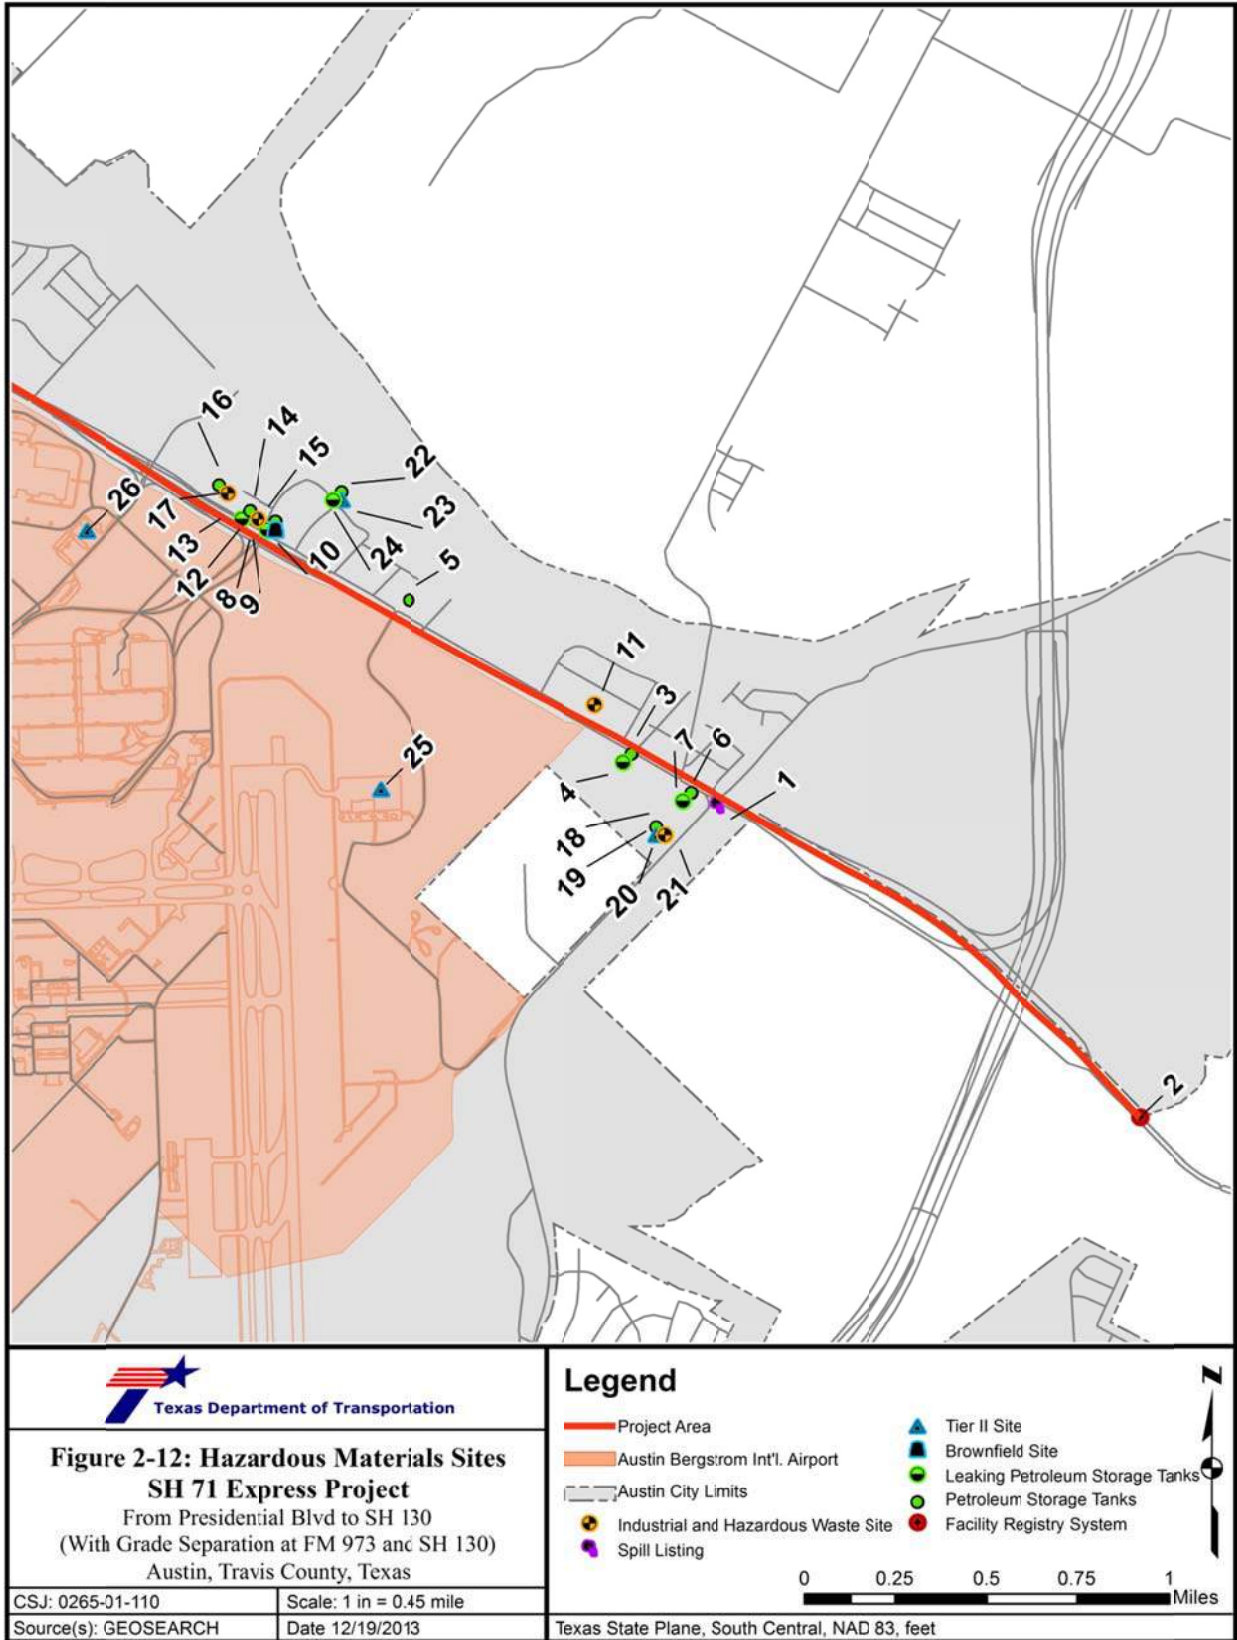 16
14
15
22
26
17
23
13
10
24
5
12
8
9
11
3
7
6
25
4
1
18
19
20
21
2
Texas Department of Transportation
Figure 2-12: Hazardous Materials Sites
SH 71 Express Project
From Presidential Blvd to SH 130
(With Grade Separation at FM 973 and SH 130)
Austin, Travis County, Texas
CSJ: 0265-01-110
Scale: 1 in = 0.45 mile
Source(s): GEOSEARCH
Date 12/19/2013
Legend
Project Area
Austin Bergstrom Int'l. Airport
Austin City Limits
Industrial and Hazardous Waste Site
Spill Listing
Tier II Site
Brownfield Site
Leaking Petroleum Storage Tanks
Petroleum Storage Tanks
Facility Registry System
N
0 0.25 0.5 0.75 1
Miles
Texas State Plane, South Central, NAD 83, feet